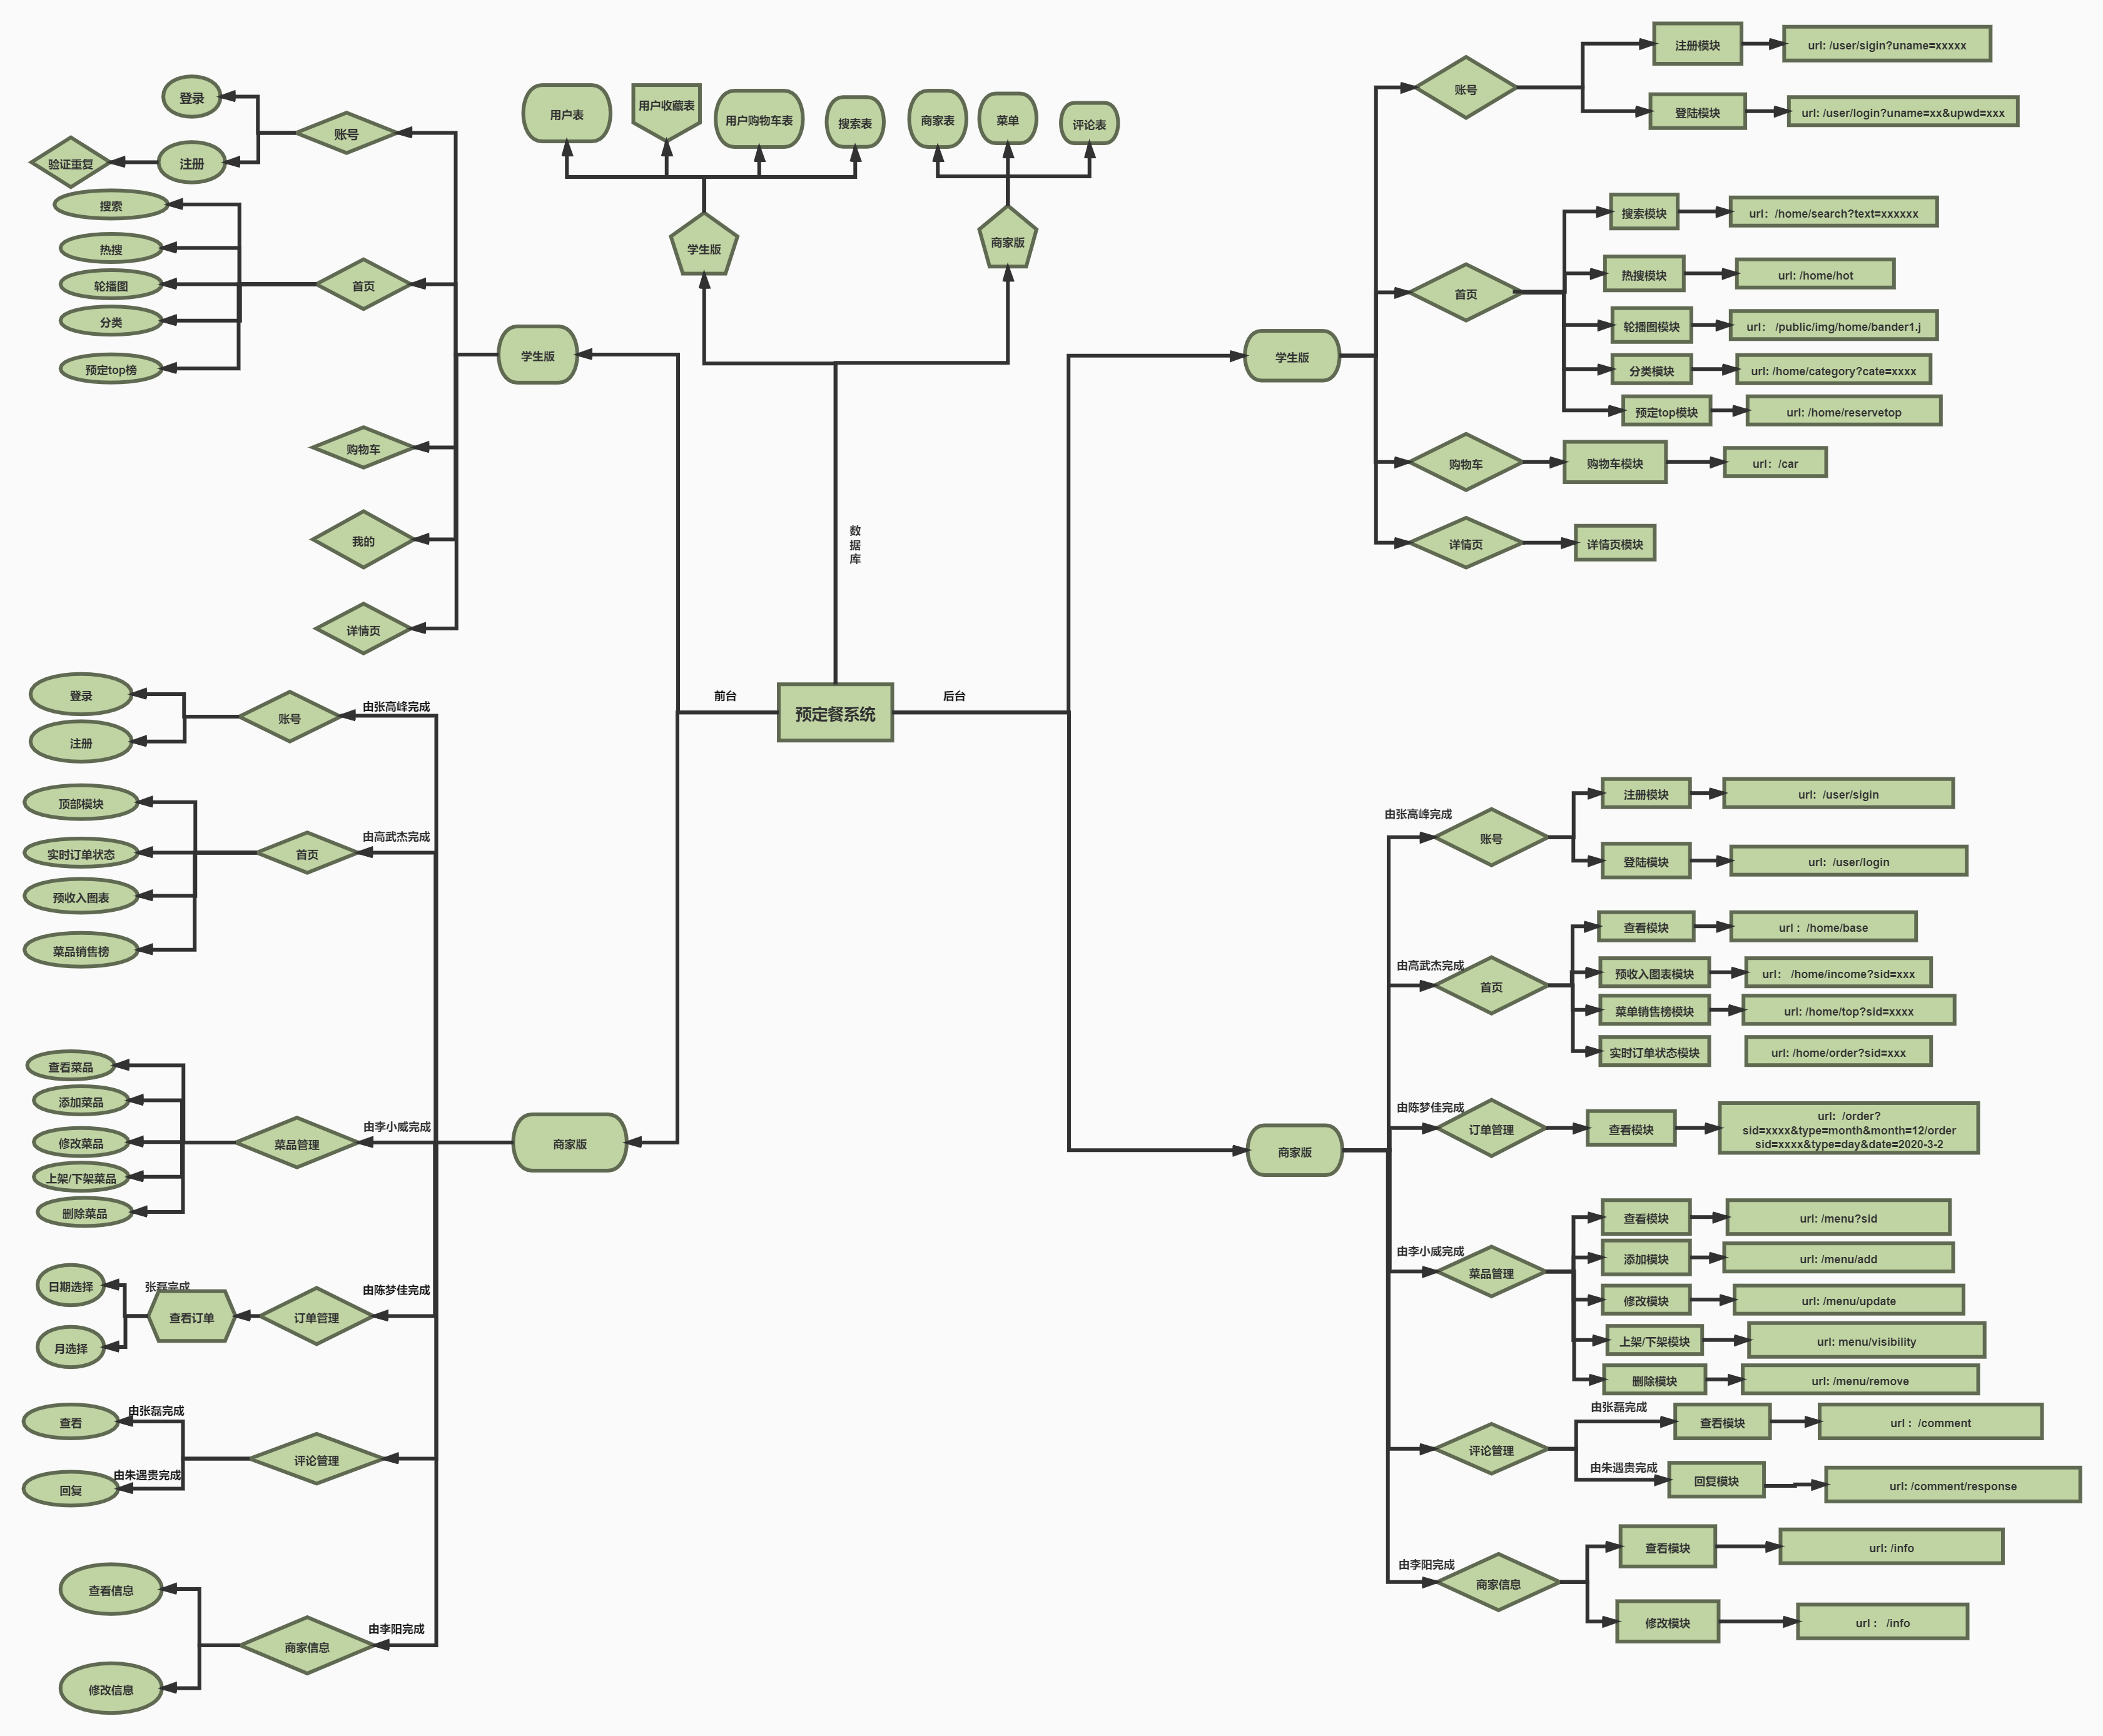 登录
账号
注册
验证重复
搜索
热搜
轮播图
分类
预定top榜
首页
购物车
我的
详情页
学生版
用户表
用户收藏表
用户购物车表
搜索表
商家表
菜单
评论表
学生版
商家版
数
据
库
前台
预定餐系统
后台
学生版
账号
注册模块
url: /user/sigin?uname=xxxxx
登陆模块
url: /user/login?uname=xx&upwd=xxx
首页
搜索模块
url: /home/search?text=xxxxxx
热搜模块
url: /home/hot
轮播图模块
url: /public/img/home/bander1.j
分类模块
url: /home/category?cate=xxxx
预定top模块
url: /home/reservetop
购物车
购物车模块
url: /car
详情页
详情页模块
商家版
由张高峰完成
账号
登录
注册
由高武杰完成
首页
顶部模块
实时订单状态
预收入图表
菜品销售榜
由李小威完成
菜品管理
查看菜品
添加菜品
修改菜品
上架/下架菜品
删除菜品
由陈梦佳完成
订单管理
张磊完成
查看订单
日期选择
月选择
评论管理
由张磊完成
查看
由朱遇贵完成
回复
由李阳完成
商家信息
查看信息
修改信息
商家版
由张高峰完成
账号
注册模块
url: /user/sigin
登陆模块
url: /user/login
由高武杰完成
首页
查看模块
url : /home/base
预收入图表模块
url: /home/income?sid=xxx
菜单销售榜模块
url: /home/top?sid=xxxx
实时订单状态模块
url: /home/order?sid=xxx
由陈梦佳完成
订单管理
查看模块
url: /order?
sid=xxxx&type=month&month=12/order
sid=xxxx&type=day&date=2020-3-2
由李小威完成
菜品管理
查看模块
url: /menu?sid
添加模块
url: /menu/add
修改模块
url: /menu/update
上架/下架模块
url: menu/visibility
删除模块
url: /menu/remove
评论管理
由张磊完成
查看模块
url : /comment
由朱遇贵完成
回复模块
url: /comment/response
由李阳完成
商家信息
查看模块
url: /info
修改模块
url : /info